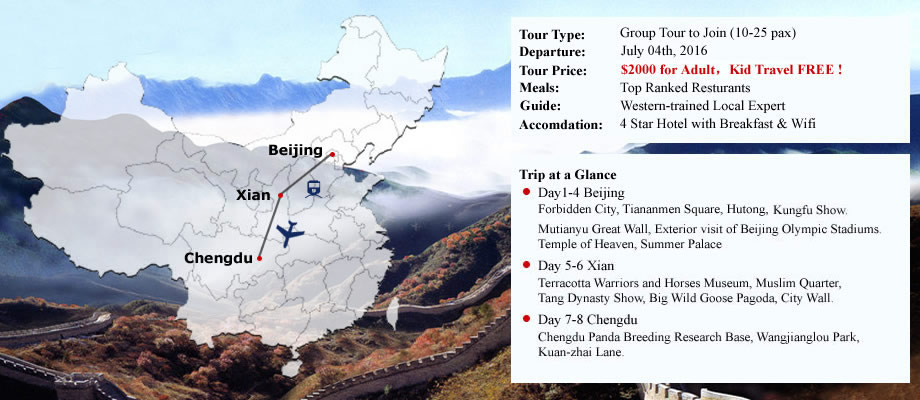 Beijing
Xian
Chengdu
Tour Type: Group Tour to Join (10-25 pax)
Departure: July 04th, 2016
Tour Price: $2000 for Adult, Kid Travel FREE !
Meals: Top Ranked Resturants
Guide: Western-trained Local Expert
Accomdation: 4 Star Hotel with Breakfast & Wifi
Trip at a Glance
Day1-4 Beijing
Forbidden City, Tiananmen Square, Hutong, Kungfu Show.
Mutianyu Great Wall, Exterior visit of Beijing Olympic Stadiums.
Temple of Heaven, Summer Palace
Day 5-6 Xian
Terracotta Warriors and Horses Museum, Muslim Quarter,
Tang Dynasty Show, Big Wild Goose Pagoda, City Wall.
Day 7-8 Chengdu
Chengdu Panda Breeding Research Base, Wangjianglou Park,
Kuan-zhai Lane.